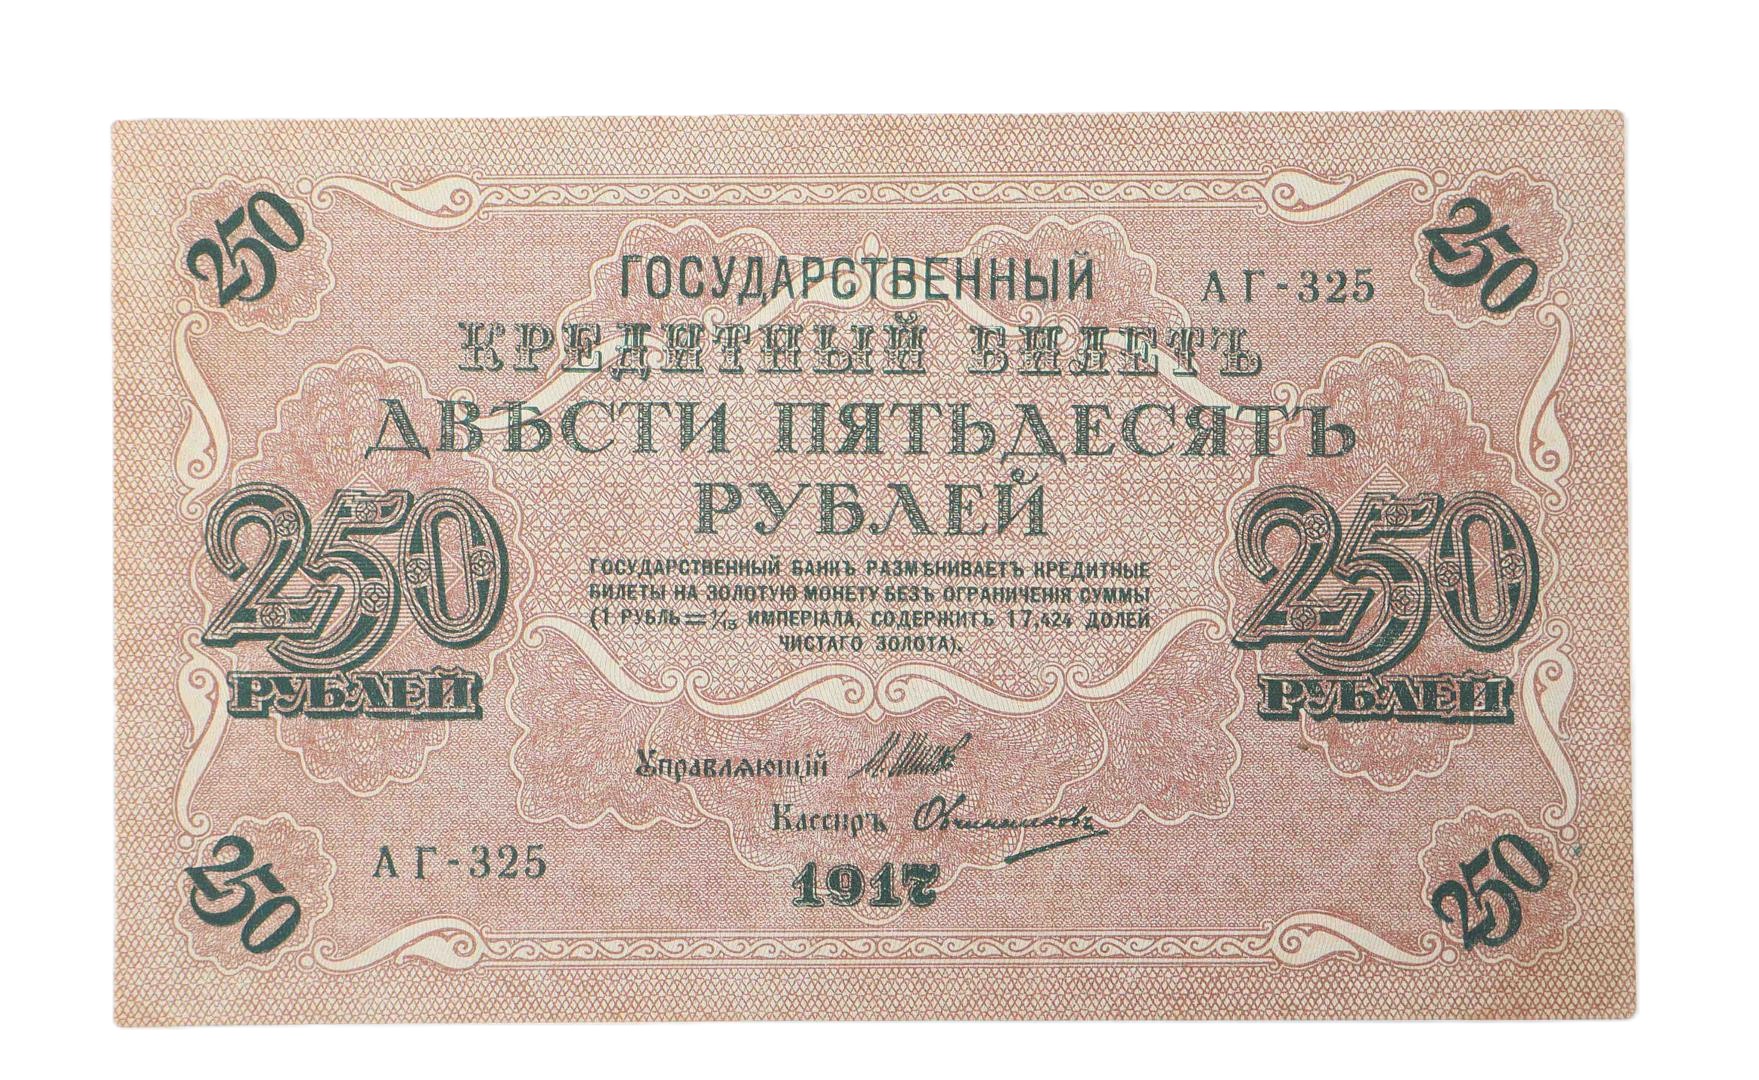 250
250
ГОСУДАРСТВЕННЫЙ
АГ-325
КРЕДИТНЫЙ БИЛЕТЪ
ДВѢСТИ ПЯТЬДЕСЯТЪ
РУБЛЕЙ
250
РУБЛЕЙ
250
РУБЛЕЙ
ГОСУДАРСТВЕННЫЙ БАНКЪ РАЗМѢНИВАЕТЪ КРЕДИТНЫЕ
БИЛЕТЫ НА ЗОЛОТУЮ МОНЕТУ БЕЗЪ ОГРАНИЧЕНІЯ СУММЫ
(1 РУБЛЬ = 1/15 ИМПЕРІАЛА, СОДЕРЖИТЪ 17,424 ДОЛЕЙ
ЧИСТАГО ЗОЛОТА).
Управляющій И. Шипов
Кассиръ Овчинниковъ
АГ-325
1917
250
250